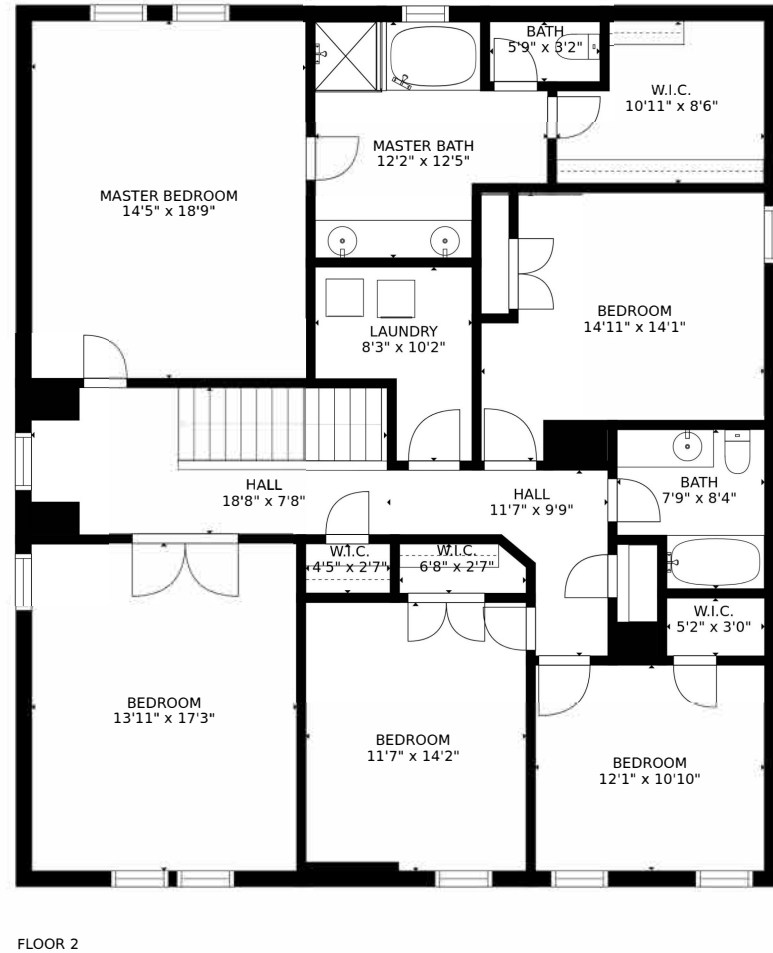 BATH
5'9" x 3'2"
W.I.C.
10'11" x 8'6"
MASTER BATH
12'2" x 12'5"
MASTER BEDROOM
14'5" x 18'9"
BEDROOM
14'11" x 14'1"
LAUNDRY
8'3" x 10'2"
HALL
18'8" x 7'8"
HALL
11'7" x 9'9"
BATH
7'9" x 8'4"
W.I.C.
4'5" x 2'7"
W.I.C.
6'8" x 2'7"
W.I.C.
5'2" x 3'0"
BEDROOM
13'11" x 17'3"
BEDROOM
11'7" x 14'2"
BEDROOM
12'1" x 10'10"
FLOOR 2